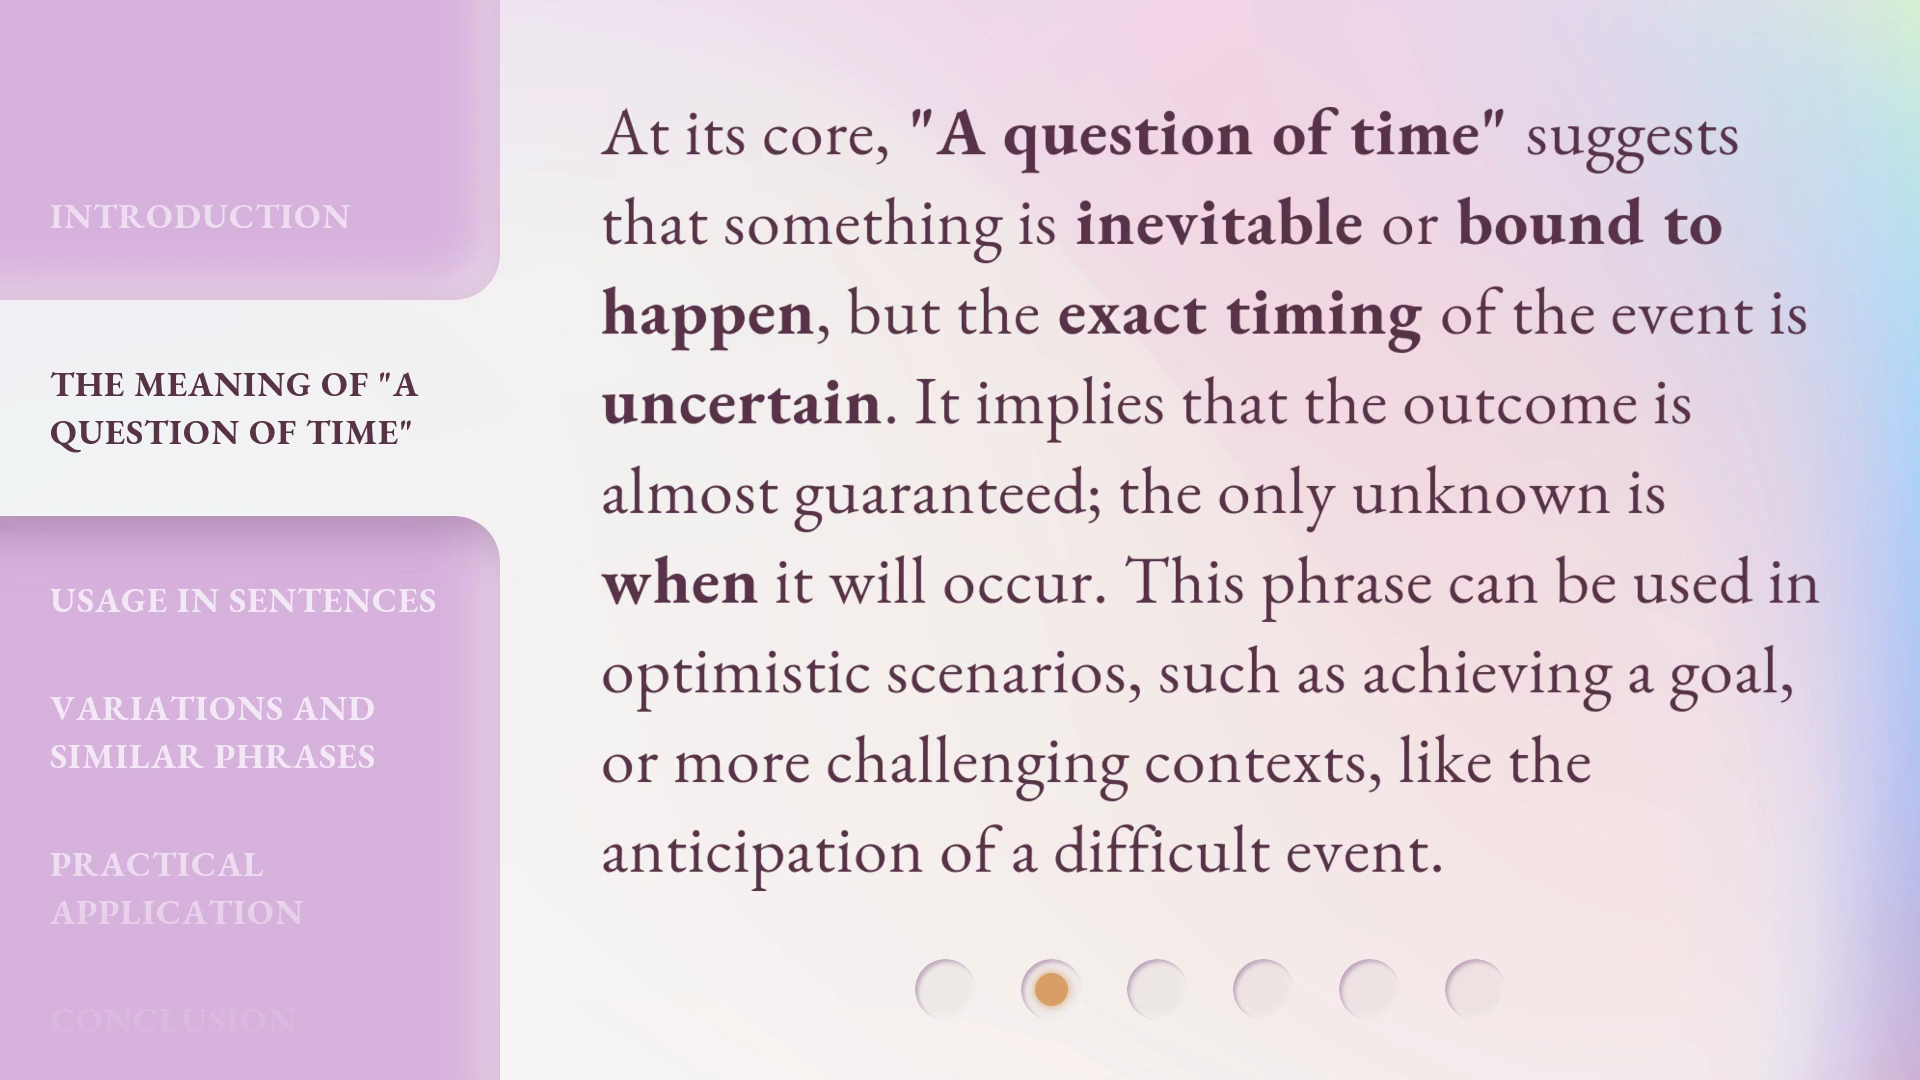 INTRODUCTION
THE MEANING OF "A
QUESTION OF TIME"
USAGE IN SENTENCES
VARIATIONS AND
SIMILAR PHRASES
PRACTICAL
APPLICATION
CONCLUSION
At its core, "A question of time" suggests
that something is inevitable or bound to
happen, but the exact timing of the event is
uncertain. It implies that the outcome is
almost guaranteed; the only unknown is
when it will occur. This phrase can be used in
optimistic scenarios, such as achieving a goal,
or more challenging contexts, like the
anticipation of a difficult event.